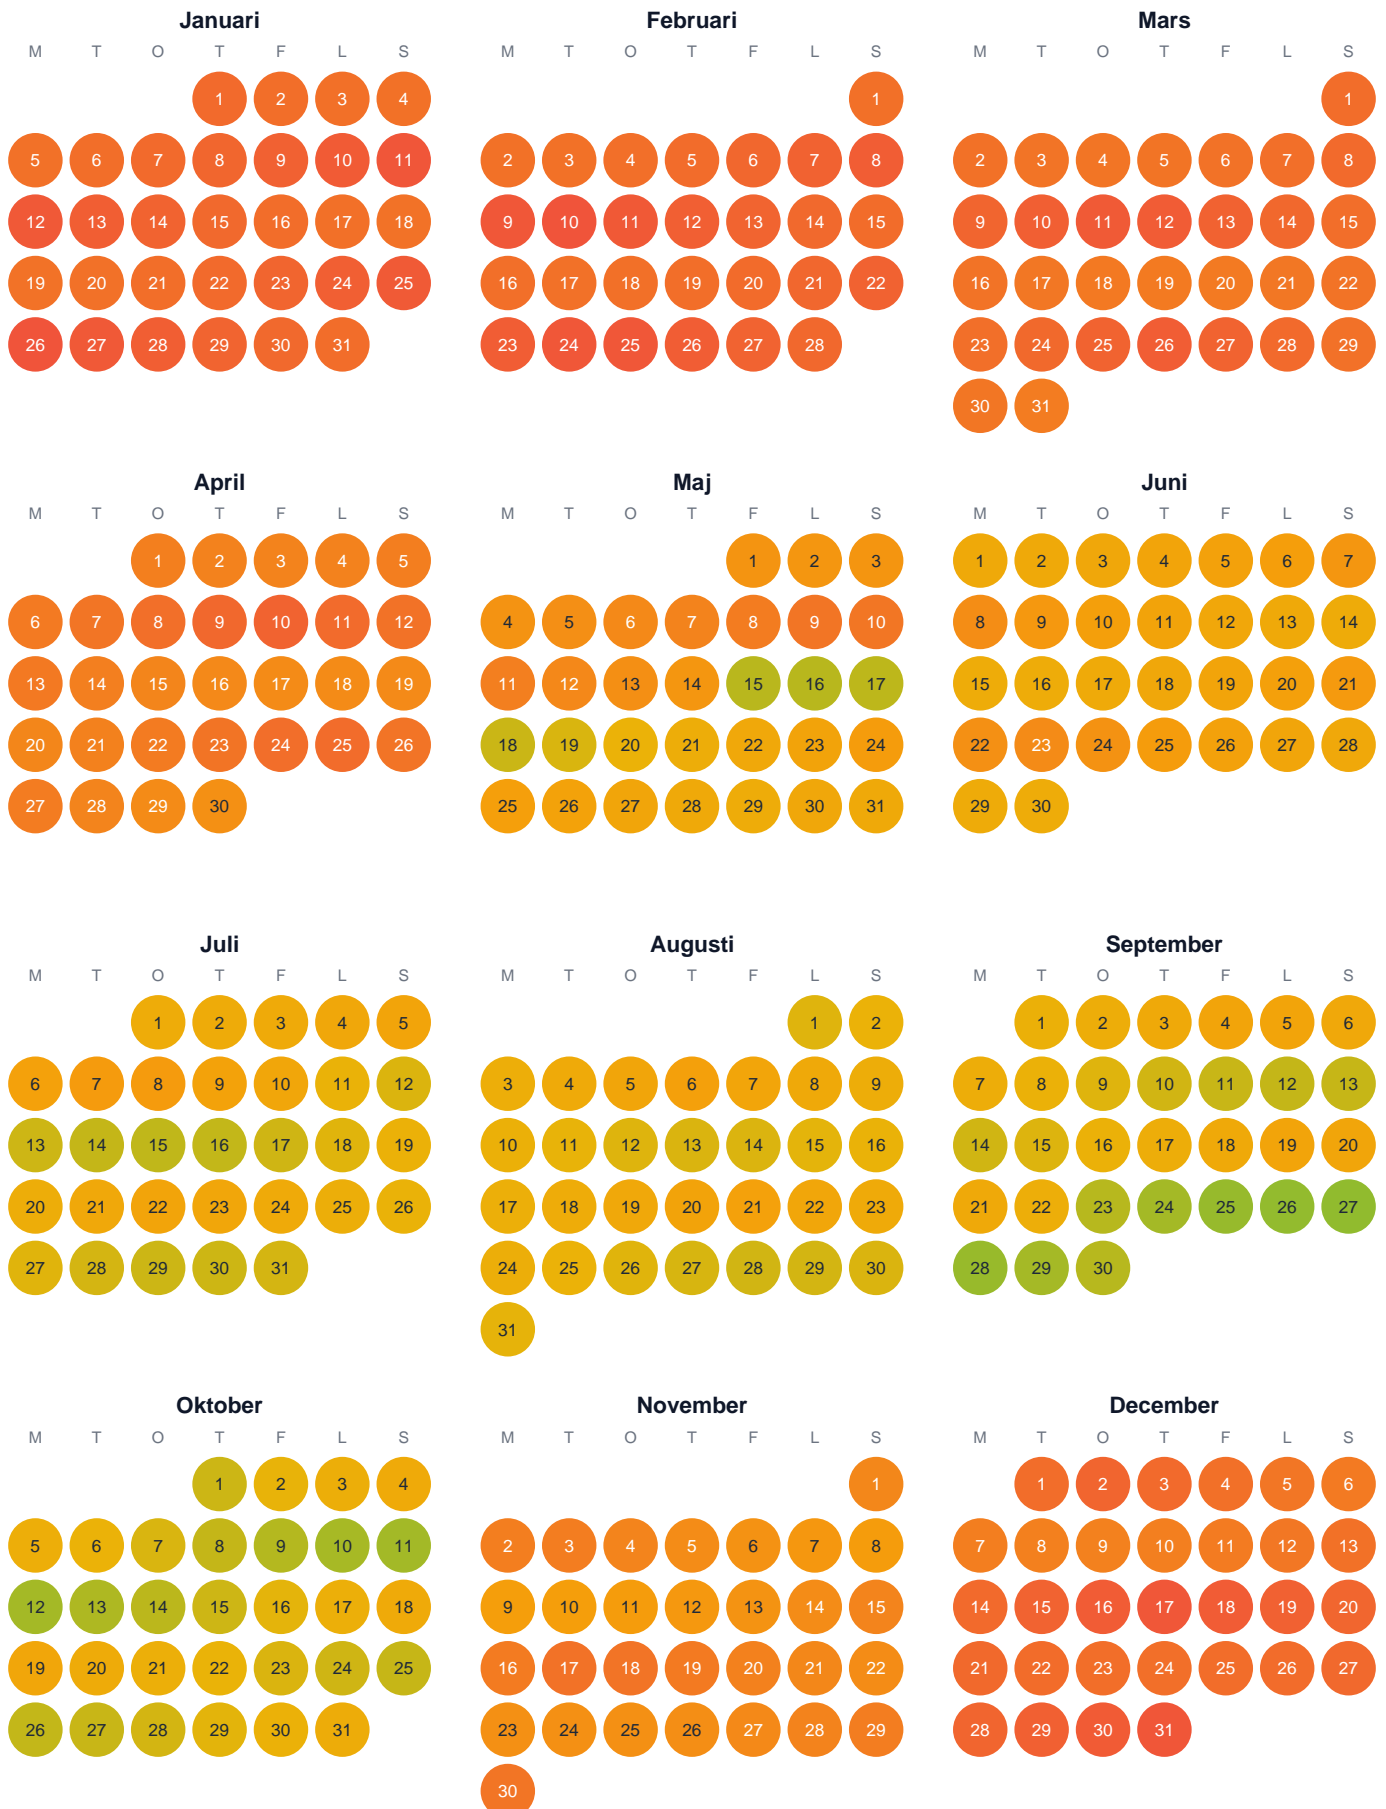 Januari Februari Mars
M T O T F L S M T O T F L S M T O T F L S
1 2 3 4 1 1
5 6 7 8 9 10 11 2 3 4 5 6 7 8 2 3 4 5 6 7 8
12 13 14 15 16 17 18 9 10 11 12 13 14 15 9 10 11 12 13 14 15
19 20 21 22 23 24 25 16 17 18 19 20 21 22 16 17 18 19 20 21 22
26 27 28 29 30 31 23 24 25 26 27 28 23 24 25 26 27 28 29
30 31
April Maj Juni
M T O T F L S M T O T F L S M T O T F L S
1 2 3 4 5 1 2 3 1 2 3 4 5 6 7
6 7 8 9 10 11 12 4 5 6 7 8 9 10 8 9 10 11 12 13 14
13 14 15 16 17 18 19 11 12 13 14 15 16 17 15 16 17 18 19 20 21
20 21 22 23 24 25 26 18 19 20 21 22 23 24 22 23 24 25 26 27 28
27 28 29 30 25 26 27 28 29 30 31 29 30
Juli Augusti September
M T O T F L S M T O T F L S M T O T F L S
1 2 3 4 5 1 2 1 2 3 4 5 6
6 7 8 9 10 11 12 3 4 5 6 7 8 9 7 8 9 10 11 12 13
13 14 15 16 17 18 19 10 11 12 13 14 15 16 14 15 16 17 18 19 20
20 21 22 23 24 25 26 17 18 19 20 21 22 23 21 22 23 24 25 26 27
27 28 29 30 31 24 25 26 27 28 29 30 28 29 30
31
Oktober November December
M T O T F L S M T O T F L S M T O T F L S
1 2 3 4 1 1 2 3 4 5 6
5 6 7 8 9 10 11 2 3 4 5 6 7 8 7 8 9 10 11 12 13
12 13 14 15 16 17 18 9 10 11 12 13 14 15 14 15 16 17 18 19 20
19 20 21 22 23 24 25 16 17 18 19 20 21 22 21 22 23 24 25 26 27
26 27 28 29 30 31 23 24 25 26 27 28 29 28 29 30 31
30